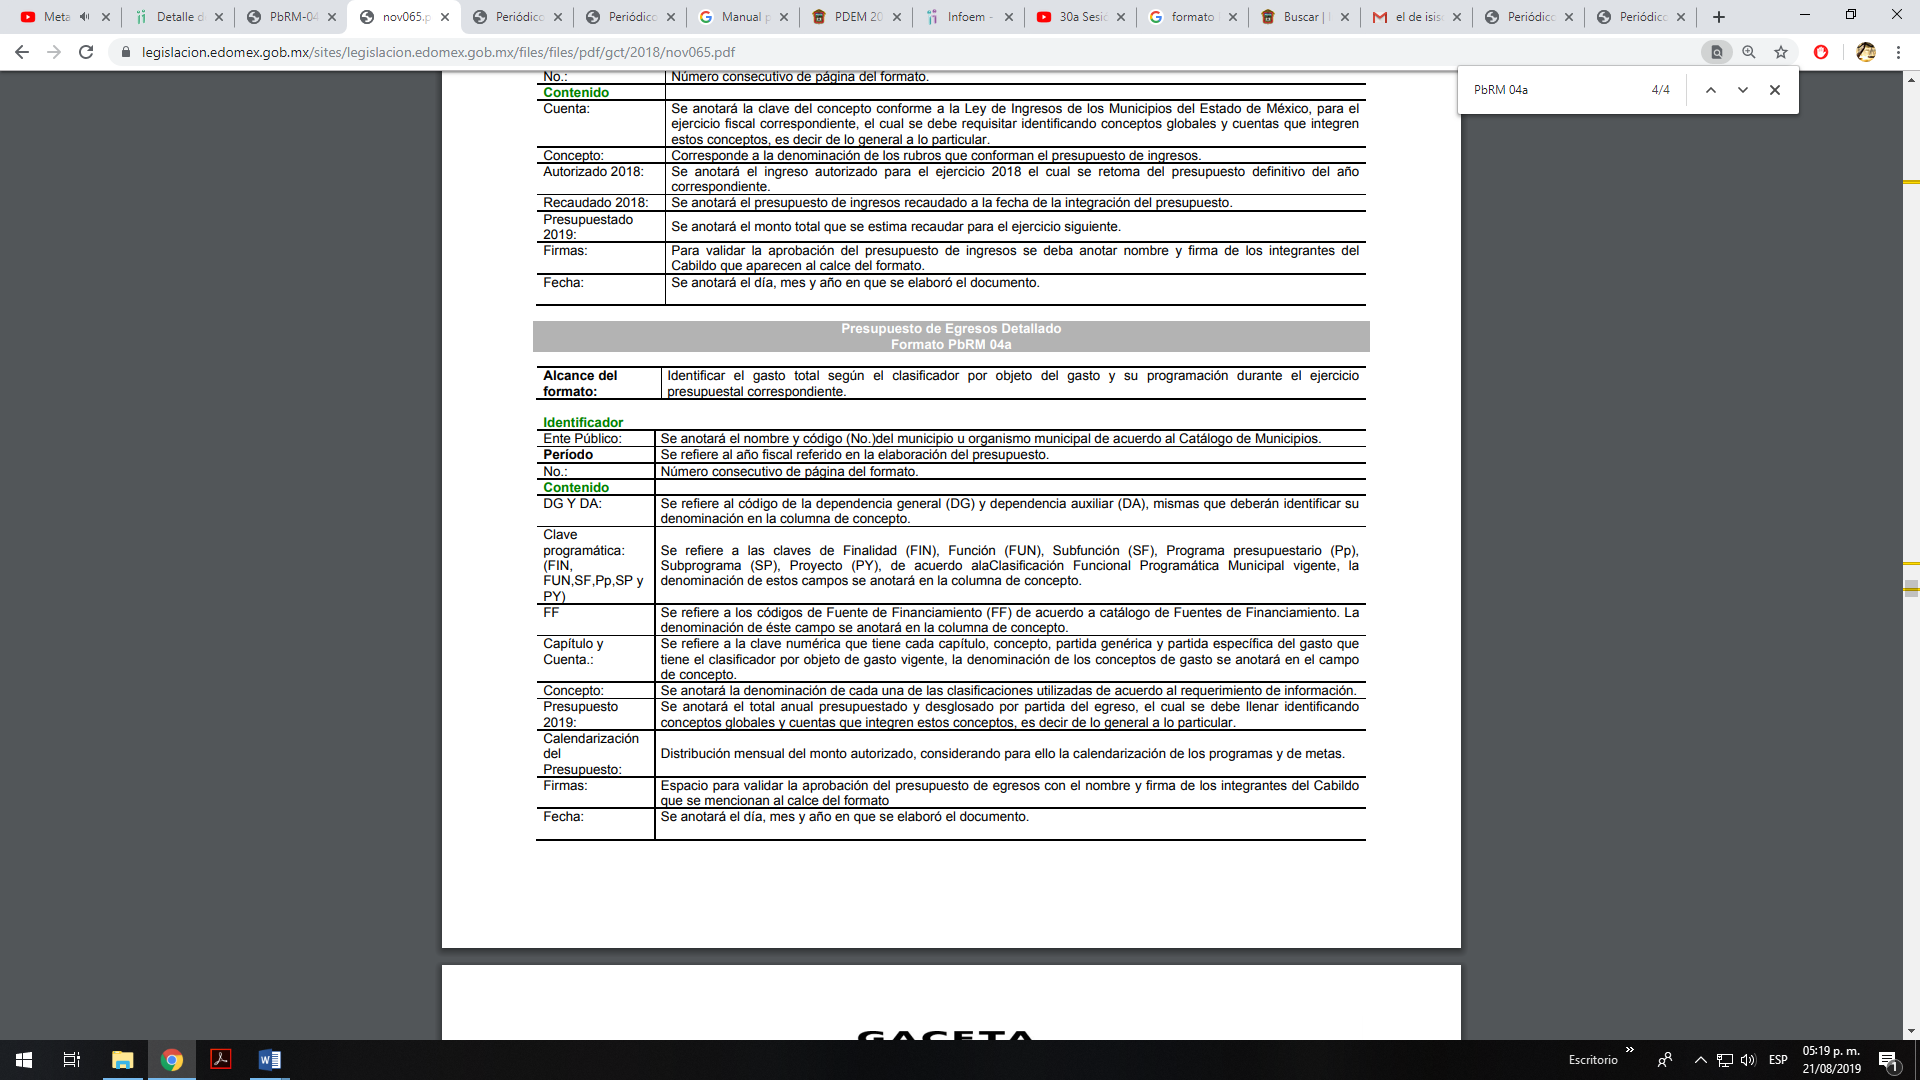 Meta
Detalle d
PbRM-04
nov065.p
Periódico
Periódico
Manual p
PDEM 20
Infoem -
30a Sesió
formato
Buscar |
el de isis
Periódico
Periódico
legislacion.edomex.gob.mx/sites/legislacion.edomex.gob.mx/files/files/pdf/gct/2018/nov065.pdf
PbRM 04a 4/4
No.: Número consecutivo de página del formato.
Contenido
Cuenta: Se anotará la clave del concepto conforme a la Ley de Ingresos de los Municipios del Estado de México, para el
ejercicio fiscal correspondiente, el cual se debe requisitar identificando conceptos globales y cuentas que integren
estos conceptos, es decir de lo general a lo particular.
Concepto: Corresponde a la denominación de los rubros que conforman el presupuesto de ingresos.
Autorizado 2018: Se anotará el ingreso autorizado para el ejercicio 2018 el cual se retoma del presupuesto definitivo del año
correspondiente.
Recaudado 2018: Se anotará el presupuesto de ingresos recaudado a la fecha de la integración del presupuesto.
Presupuestado
2019:
Se anotará el monto total que se estima recaudar para el ejercicio siguiente.
Firmas: Para validar la aprobación del presupuesto de ingresos se deba anotar nombre y firma de los integrantes del
Cabildo que aparecen al calce del formato.
Fecha: Se anotará el día, mes y año en que se elaboró el documento.
Presupuesto de Egresos Detallado
Formato PbRM 04a
Alcance del
formato:
Identificar el gasto total según el clasificador por objeto del gasto y su programación durante el ejercicio
presupuestal correspondiente.
Identificador
Ente Público: Se anotará el nombre y código (No.)del municipio u organismo municipal de acuerdo al Catálogo de Municipios.
Período Se refiere al año fiscal referido en la elaboración del presupuesto.
No.: Número consecutivo de página del formato.
Contenido
DG Y DA: Se refiere al código de la dependencia general (DG) y dependencia auxiliar (DA), mismas que deberán identificar su
denominación en la columna de concepto.
Clave
programática:
(FIN,
FUN,SF,Pp,SP y
PY)
Se refiere a las claves de Finalidad (FIN), Función (FUN), Subfunción (SF), Programa presupuestario (Pp),
Subprograma (SP), Proyecto (PY), de acuerdo alaClasificación Funcional Programática Municipal vigente, la
denominación de estos campos se anotará en la columna de concepto.
FF Se refiere a los códigos de Fuente de Financiamiento (FF) de acuerdo a catálogo de Fuentes de Financiamiento. La
denominación de éste campo se anotará en la columna de concepto.
Capítulo y
Cuenta.:
Se refiere a la clave numérica que tiene cada capítulo, concepto, partida genérica y partida específica del gasto que
tiene el clasificador por objeto de gasto vigente, la denominación de los conceptos de gasto se anotará en el campo
de concepto.
Concepto: Se anotará la denominación de cada una de las clasificaciones utilizadas de acuerdo al requerimiento de información.
Presupuesto
2019:
Se anotará el total anual presupuestado y desglosado por partida del egreso, el cual se debe llenar identificando
conceptos globales y cuentas que integren estos conceptos, es decir de lo general a lo particular.
Calendarización
del
Presupuesto:
Distribución mensual del monto autorizado, considerando para ello la calendarización de los programas y de metas.
Firmas: Espacio para validar la aprobación del presupuesto de egresos con el nombre y firma de los integrantes del Cabildo
que se mencionan al calce del formato
Fecha: Se anotará el día, mes y año en que se elaboró el documento.
GACETA
Escritorio
ESP
05:19 p. m.
21/08/2019
1